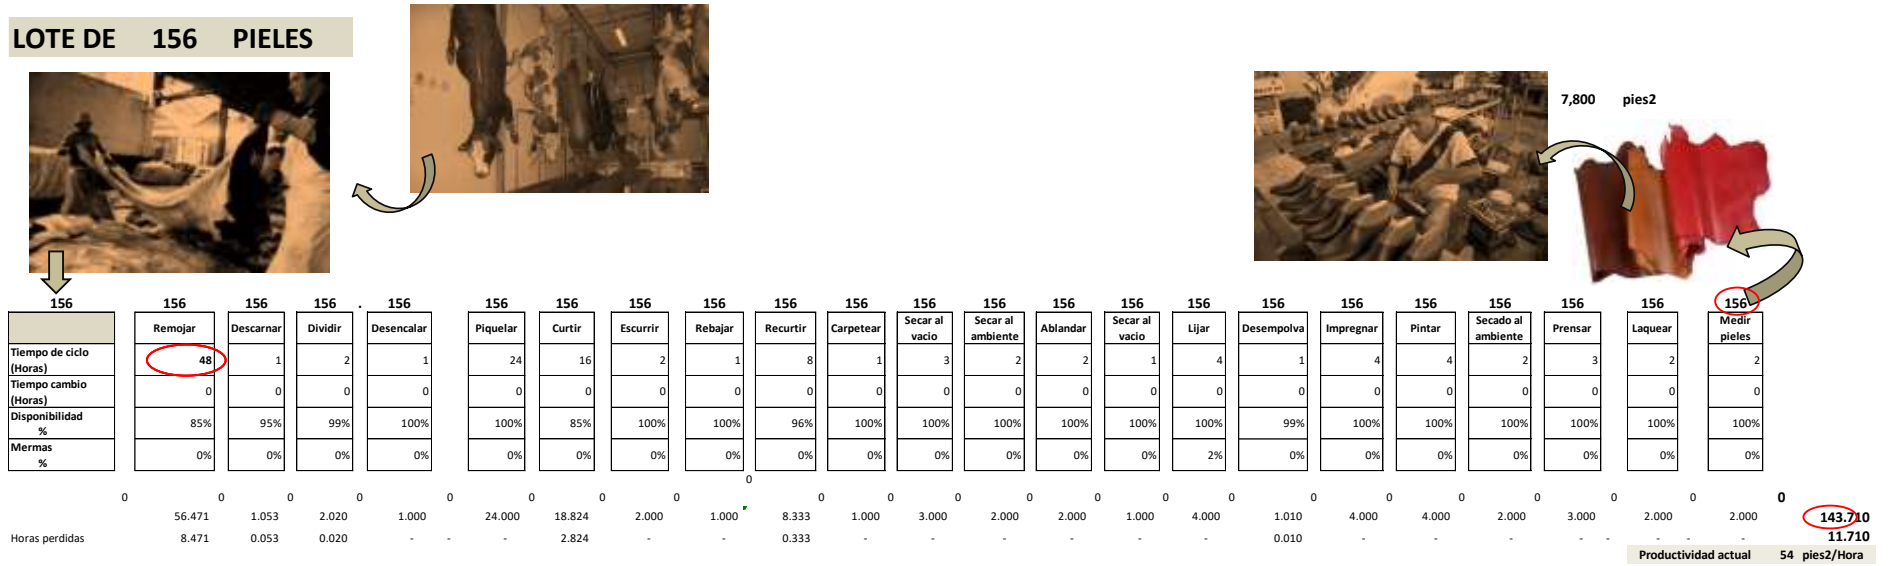 LOTE DE 156 PIELES
7,800 pies2
156 156 156 156 . 156 156 156 156 156 156 156 156 156 156 156 156 156 156 156 156 156 156 156
Remojar Descarnar Dividir Desencalar Piquelar Curtir Escurrir Rebajar Recurtir Carpetear Secar al vacio Secar al ambiente Ablandar Secar al vacio Lijar Desempolva Impregnar Pintar Secado al ambiente Prensar Laquear Medir pieles
Tiempo de ciclo (Horas) 48 1 2 1 24 16 2 1 8 1 3 2 2 1 4 1 4 4 2 3 2 2
Tiempo cambio (Horas) 0 0 0 0 0 0 0 0 0 0 0 0 0 0 0 0 0 0 0 0 0 0
Disponibilidad % 85% 95% 99% 100% 100% 85% 100% 100% 96% 100% 100% 100% 100% 100% 100% 99% 100% 100% 100% 100% 100% 100%
Mermas % 0% 0% 0% 0% 0% 0% 0% 0% 0% 0% 0% 0% 0% 0% 2% 0% 0% 0% 0% 0% 0% 0%
0
0 0 0 0 0 0 0 0 0 0 0 0 0 0 0 0 0 0 0 0 0 0 0
56.471 1.053 2.020 1.000 24.000 18.824 2.000 1.000 8.333 1.000 3.000 2.000 2.000 1.000 4.000 1.010 4.000 4.000 2.000 3.000 2.000 2.000 143.710
Horas perdidas 8.471 0.053 0.020 - - - 2.824 - - 0.333 - - - - - - 0.010 - - - - - - - - 11.710
Productividad actual 54 pies2/Hora